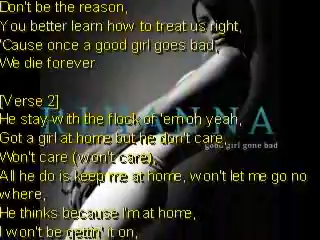 Don't be the reason,
You better learn how to treat us right,
'Cause once a good girl goes bad,
We die forever
[Verse 2]
He stay with the flock of 'em oh yeah,
RIHANNA
Got a girl at home but he don't care
good girl gone bad
Won't care (won't care),
All he do is keep me at home, won't let me go no
where,
He thinks because I'm at home,
I won't be gettin' it on,